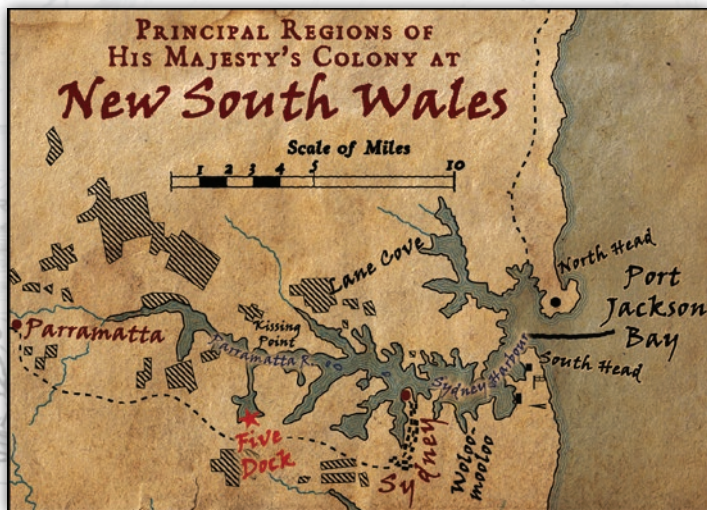 PRINCIPAL REGIONS OF
HIS MAJESTY'S COLONY AT
New South Wales
Scale of Miles
1 2 3 4 5 10
Lane Cove
North Head
Port
Jackson
Bay
Parramatta
Kissing
Point
Parramatta R.
Sydney Harbour
South Head
Five
Dock
Sydney
Woloo-
mooloo